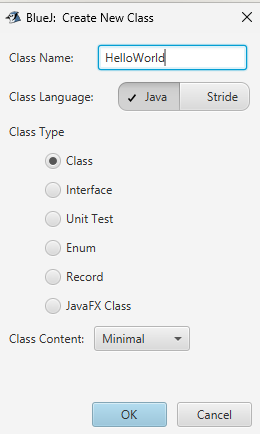 BlueJ: Create New Class
Class Name: HelloWorld
Class Language: Java Stride
Class Type
Class
Interface
Unit Test
Enum
Record
JavaFX Class
Class Content: Minimal
OK Cancel